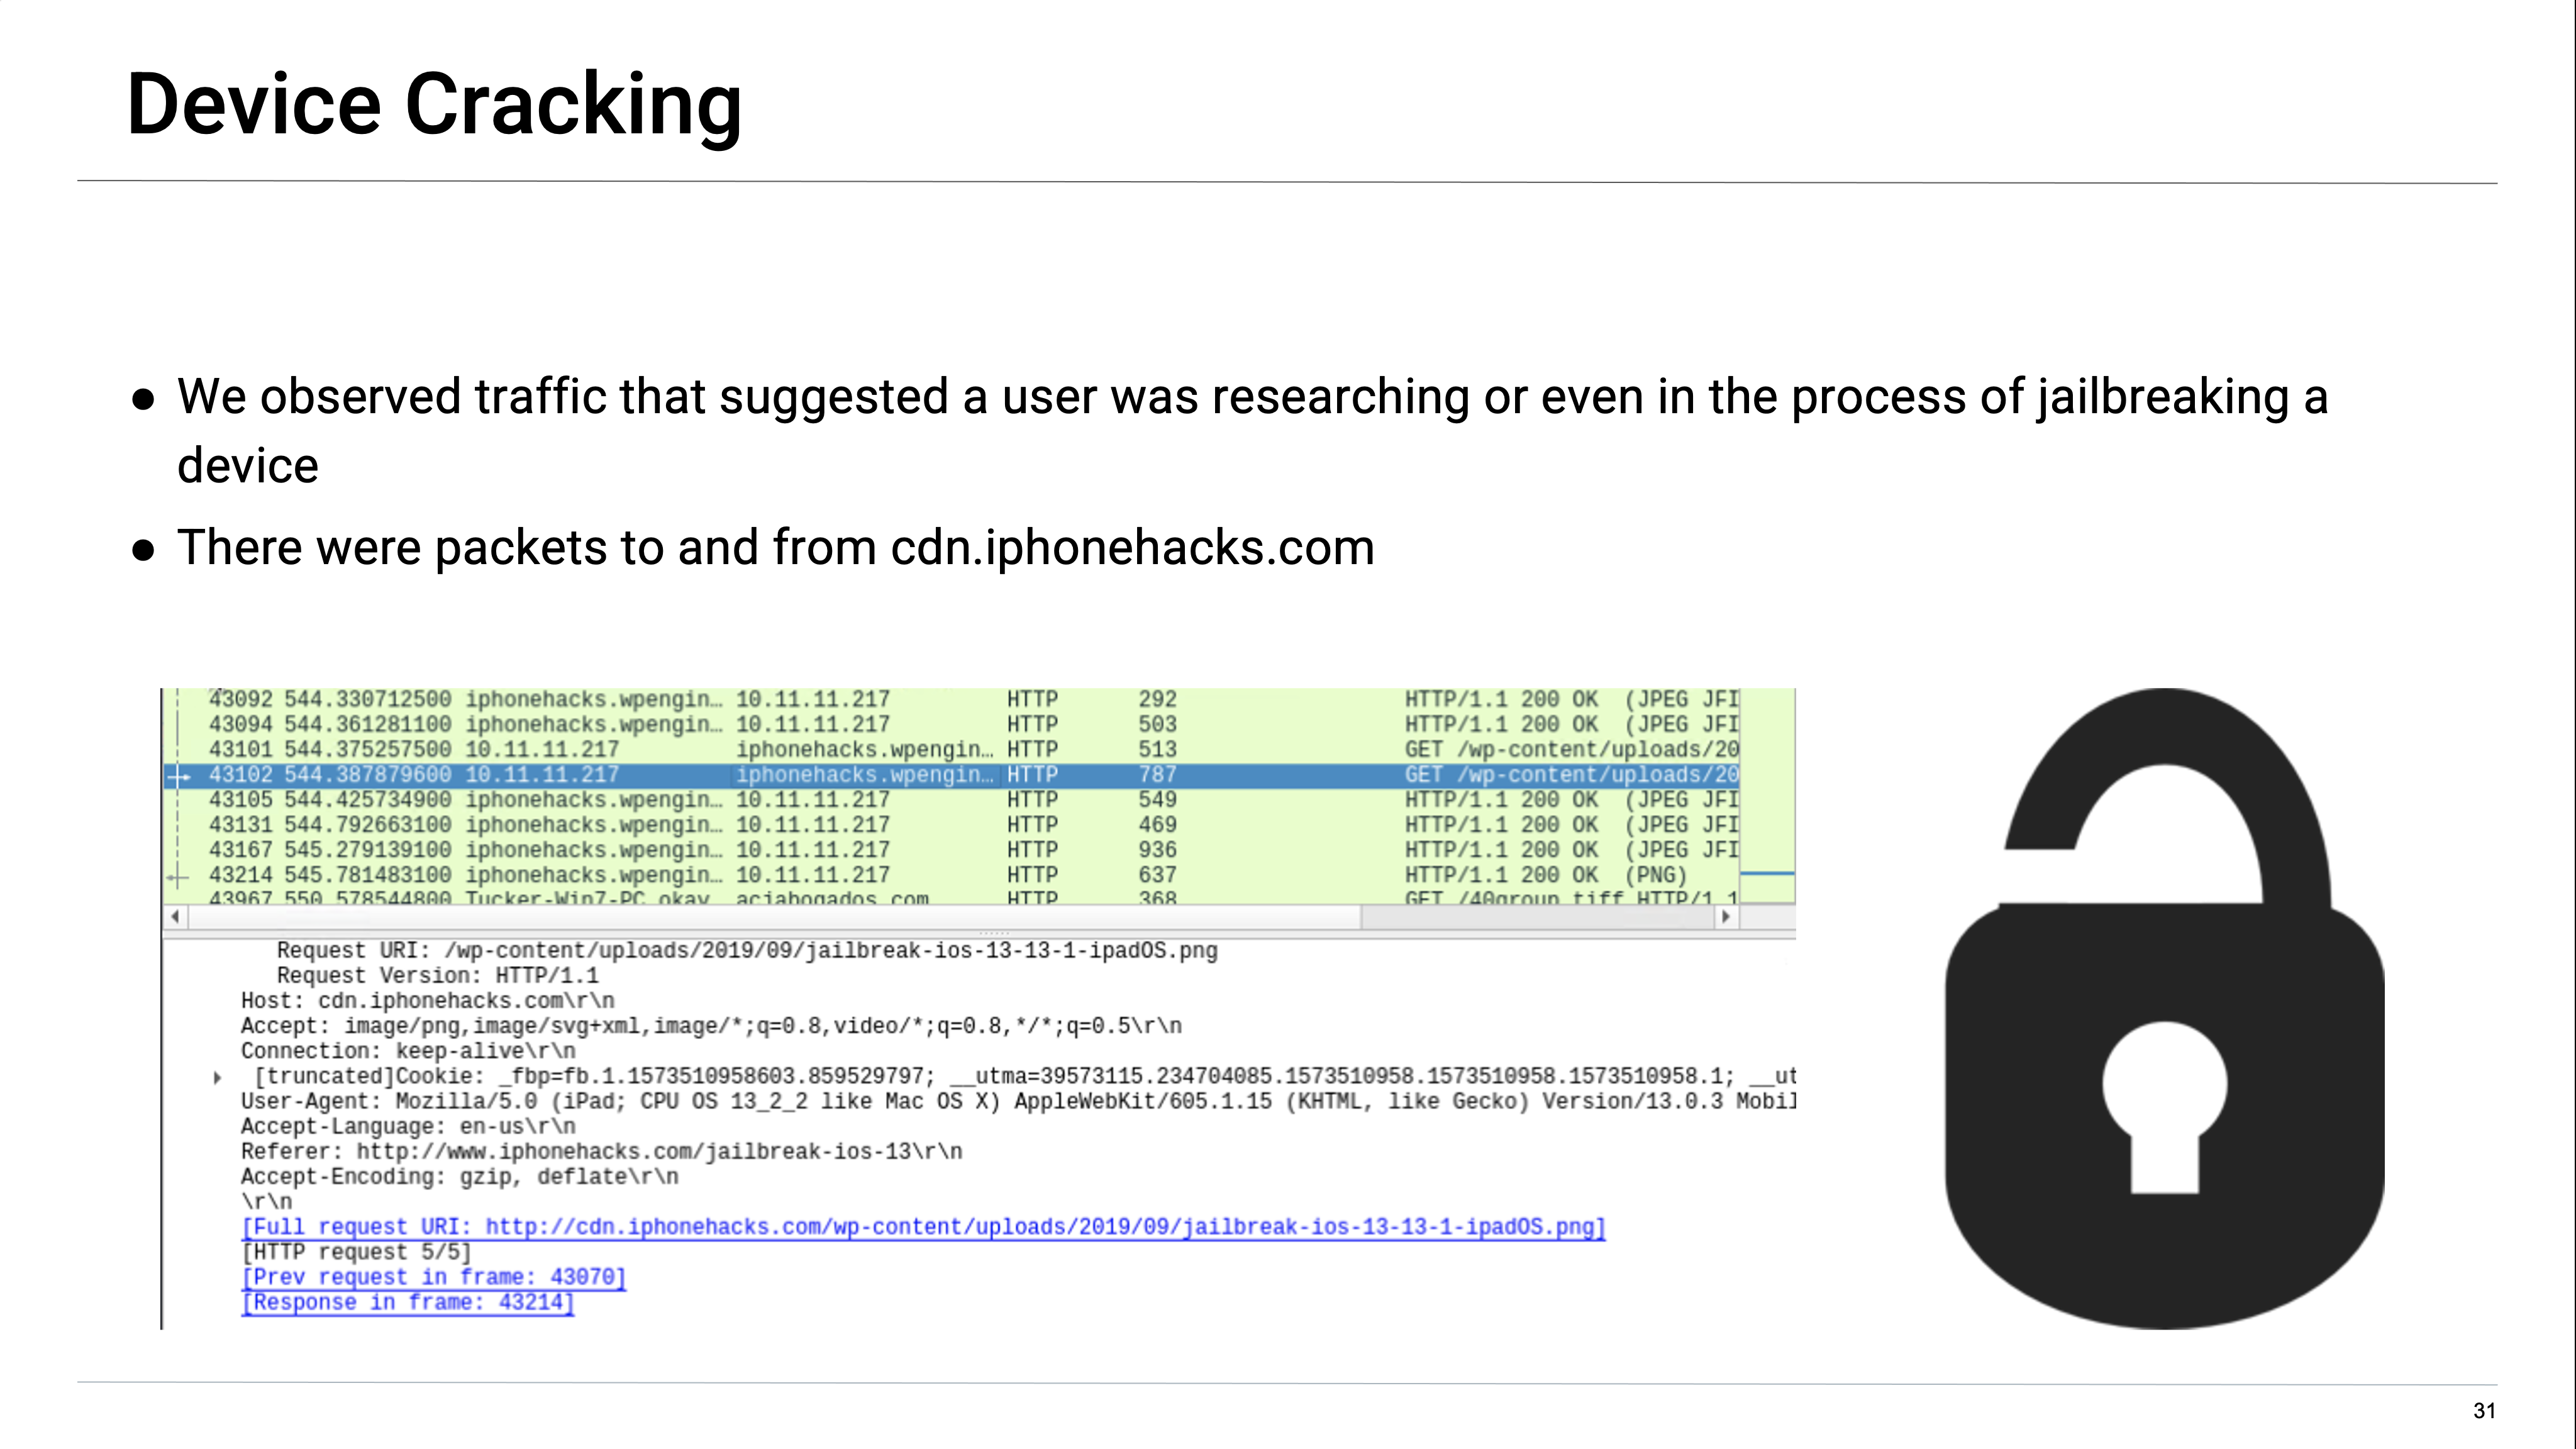 Device Cracking
● We observed traffic that suggested a user was researching or even in the process of jailbreaking a
device
● There were packets to and from cdn.iphonehacks.com
43092 544.330712500 iphonehacks.wpengin… 10.11.11.217 HTTP 292 HTTP/1.1 200 OK (JPEG JFI
43094 544.361281100 iphonehacks.wpengin… 10.11.11.217 HTTP 503 HTTP/1.1 200 OK (JPEG JFI
43101 544.375257500 10.11.11.217 iphonehacks.wpengin… HTTP 513 GET /wp-content/uploads/20
43102 544.387879600 10.11.11.217 iphonehacks.wpengin… HTTP 787 GET /wp-content/uploads/20
43105 544.425734900 iphonehacks.wpengin… 10.11.11.217 HTTP 549 HTTP/1.1 200 OK (JPEG JFI
43131 544.792663100 iphonehacks.wpengin… 10.11.11.217 HTTP 469 HTTP/1.1 200 OK (JPEG JFI
43167 545.279139100 iphonehacks.wpengin… 10.11.11.217 HTTP 936 HTTP/1.1 200 OK (JPEG JFI
43214 545.781483100 iphonehacks.wpengin… 10.11.11.217 HTTP 637 HTTP/1.1 200 OK (PNG)
43967 550.578544800 Tucker-Win7-PC.okay… aciabogados.com HTTP 368 GET /40group.tiff HTTP/1.1
Request URI: /wp-content/uploads/2019/09/jailbreak-ios-13-13-1-ipadOS.png
Request Version: HTTP/1.1
Host: cdn.iphonehacks.com\r\n
Accept: image/png,image/svg+xml,image/*;q=0.8,video/*;q=0.8,*/*;q=0.5\r\n
Connection: keep-alive\r\n
[truncated]Cookie: _fbp=fb.1.1573510958603.859529797; __utma=39573115.234704085.1573510958.1573510958.1573510958.1; __ut
User-Agent: Mozilla/5.0 (iPad; CPU OS 13_2_2 like Mac OS X) AppleWebKit/605.1.15 (KHTML, like Gecko) Version/13.0.3 Mobil
Accept-Language: en-us\r\n
Referer: http://www.iphonehacks.com/jailbreak-ios-13\r\n
Accept-Encoding: gzip, deflate\r\n
\r\n
[Full request URI: http://cdn.iphonehacks.com/wp-content/uploads/2019/09/jailbreak-ios-13-13-1-ipadOS.png]
[HTTP request 5/5]
[Prev request in frame: 43070]
[Response in frame: 43214]
31